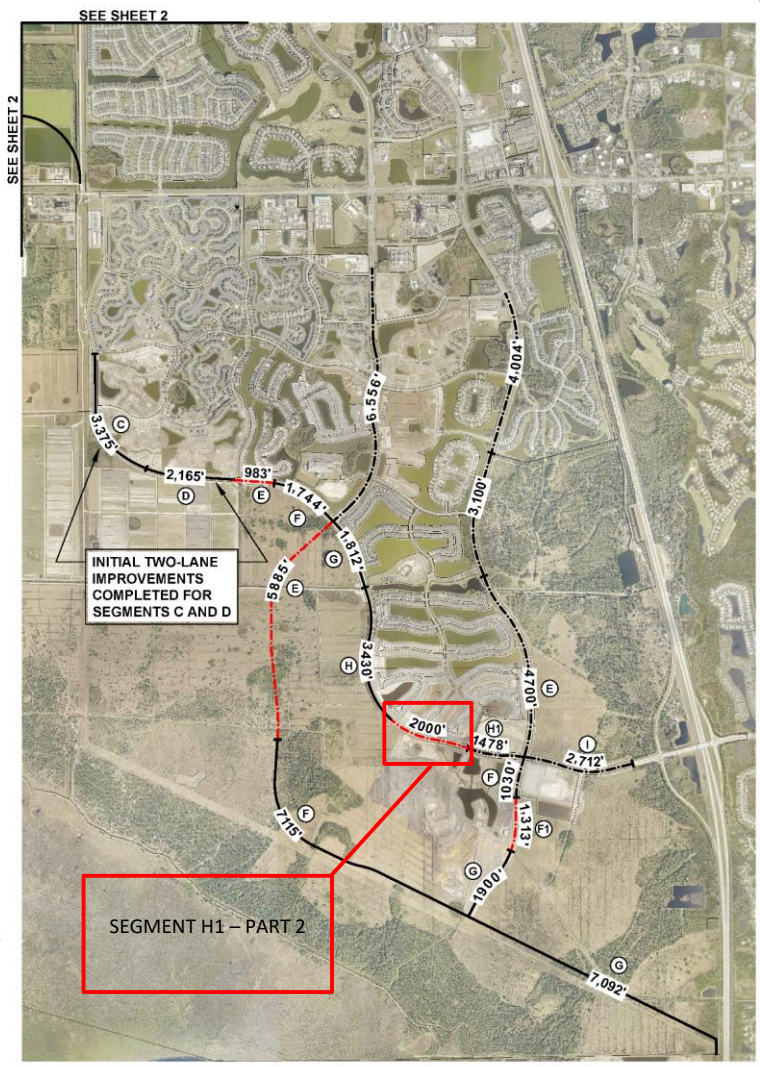 SEE SHEET 2
SEE SHEET 2
4,004'
6,556'
C
3,375'
2,165'
D
983'
E
1,744'
F
3,100'
1,812'
G
INITIAL TWO-LANE
IMPROVEMENTS
COMPLETED FOR
SEGMENTS C AND D
5885'
E
3430'
H
4700'
E
2000'
H1
1478'
I
2,712'
F
1030'
F
7115'
1,313'
F1
G
1900'
SEGMENT H1 – PART 2
G
7,092'